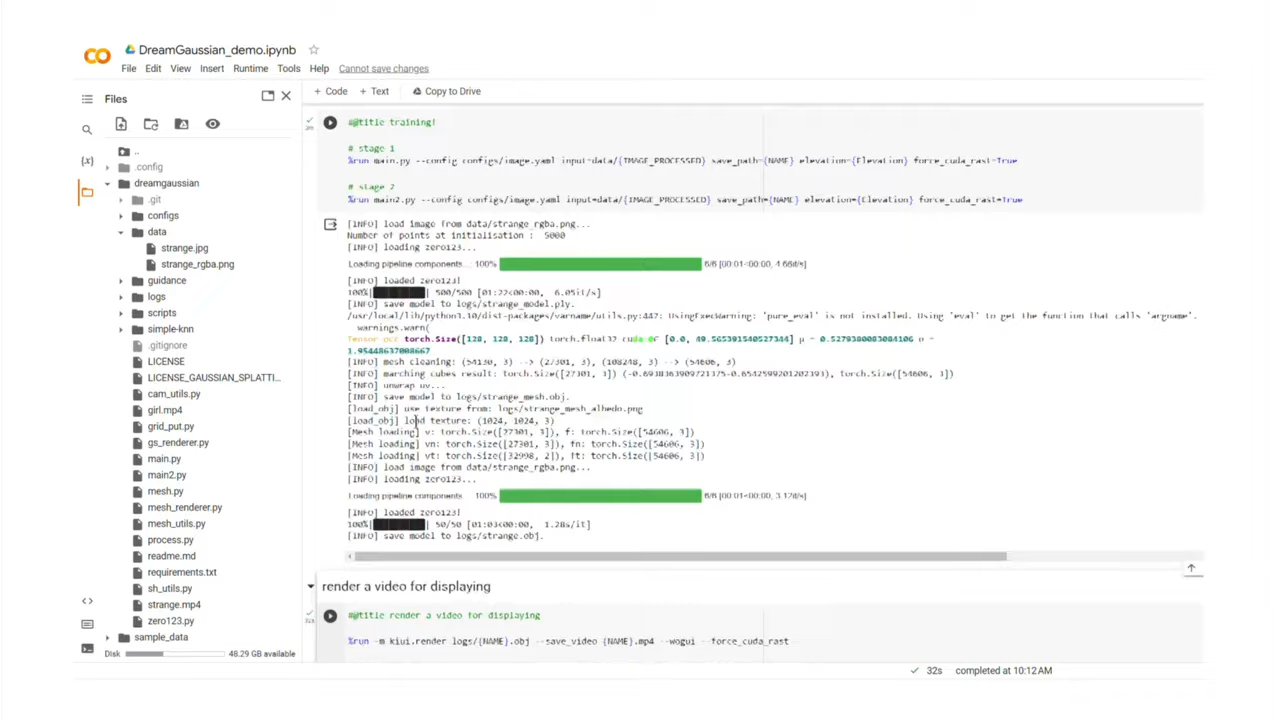 DreamGaussian_demo.ipynb
File Edit View Insert Runtime Tools Help Cannot save changes
Files
+ Code + Text Copy to Drive
..
.config
dreamgaussian
.git
configs
data
strange.jpg
strange_rgba.png
guidance
logs
scripts
simple-knn
.gitignore
LICENSE
LICENSE_GAUSSIAN_SPLATTI...
cam_utils.py
girl.mp4
grid_put.py
gs_renderer.py
main.py
main2.py
mesh.py
mesh_renderer.py
mesh_utils.py
process.py
readme.md
requirements.txt
sh_utils.py
strange.mp4
zero123.py
sample_data
Disk 48.29 GB available
#@title training!
# stage 1
%run main.py --config configs/image.yaml input=data/{IMAGE_PROCESSED} save_path={NAME} elevation={Elevation} force_cuda_rast=True
# stage 2
%run main2.py --config configs/image.yaml input=data/{IMAGE_PROCESSED} save_path={NAME} elevation={Elevation} force_cuda_rast=True
[INFO] load image from data/strange_rgba.png...
Number of points at initialisation : 5000
[INFO] loading zero123...
Loading pipeline components...: 100% 6/6 [00:01<00:00, 4.66it/s]
[INFO] loaded zero123!
100%| | 500/500 [01:22<00:00, 6.05it/s]
[INFO] save model to logs/strange_model.ply.
/usr/local/lib/python3.10/dist-packages/varname/utils.py:447: UsingExecWarning: 'pure_eval' is not installed. Using 'eval' to get the function that calls 'argname'.
warnings.warn(
Tensor occ torch.Size([128, 128, 128]) torch.float32 [0.0, 49.565391540527344] μ = 0.5279380083084106 σ =
1.95448637008667
[INFO] mesh cleaning: (54130, 3) --> (27301, 3), (108248, 3) --> (54606, 3)
[INFO] marching cubes result: torch.Size([27301, 3]) torch.Size([54606, 3])
[INFO] unwrap uv...
[INFO] save model to logs/strange_mesh.obj.
[load_obj] use texture from: logs/strange_mesh_albedo.png
[load_obj] load texture: (1024, 1024, 3)
[Mesh loading] v: torch.Size([27301, 3]), f: torch.Size([54606, 3])
[Mesh loading] vn: torch.Size([27301, 3]), fn: torch.Size([54606, 3])
[Mesh loading] vt: torch.Size([32998, 2]), ft: torch.Size([54606, 3])
[INFO] load image from data/strange_rgba.png...
[INFO] loading zero123...
Loading pipeline components...: 100% 6/6 [00:01<00:00, 3.12it/s]
[INFO] loaded zero123!
100%| | 50/50 [01:03<00:00, 1.28s/it]
[INFO] save model to logs/strange.obj.
render a video for displaying
#@title render a video for displaying
%run -m kiui.render logs/{NAME}.obj --save_video {NAME}.mp4 --wogui --force_cuda_rast
32s completed at 10:12 AM